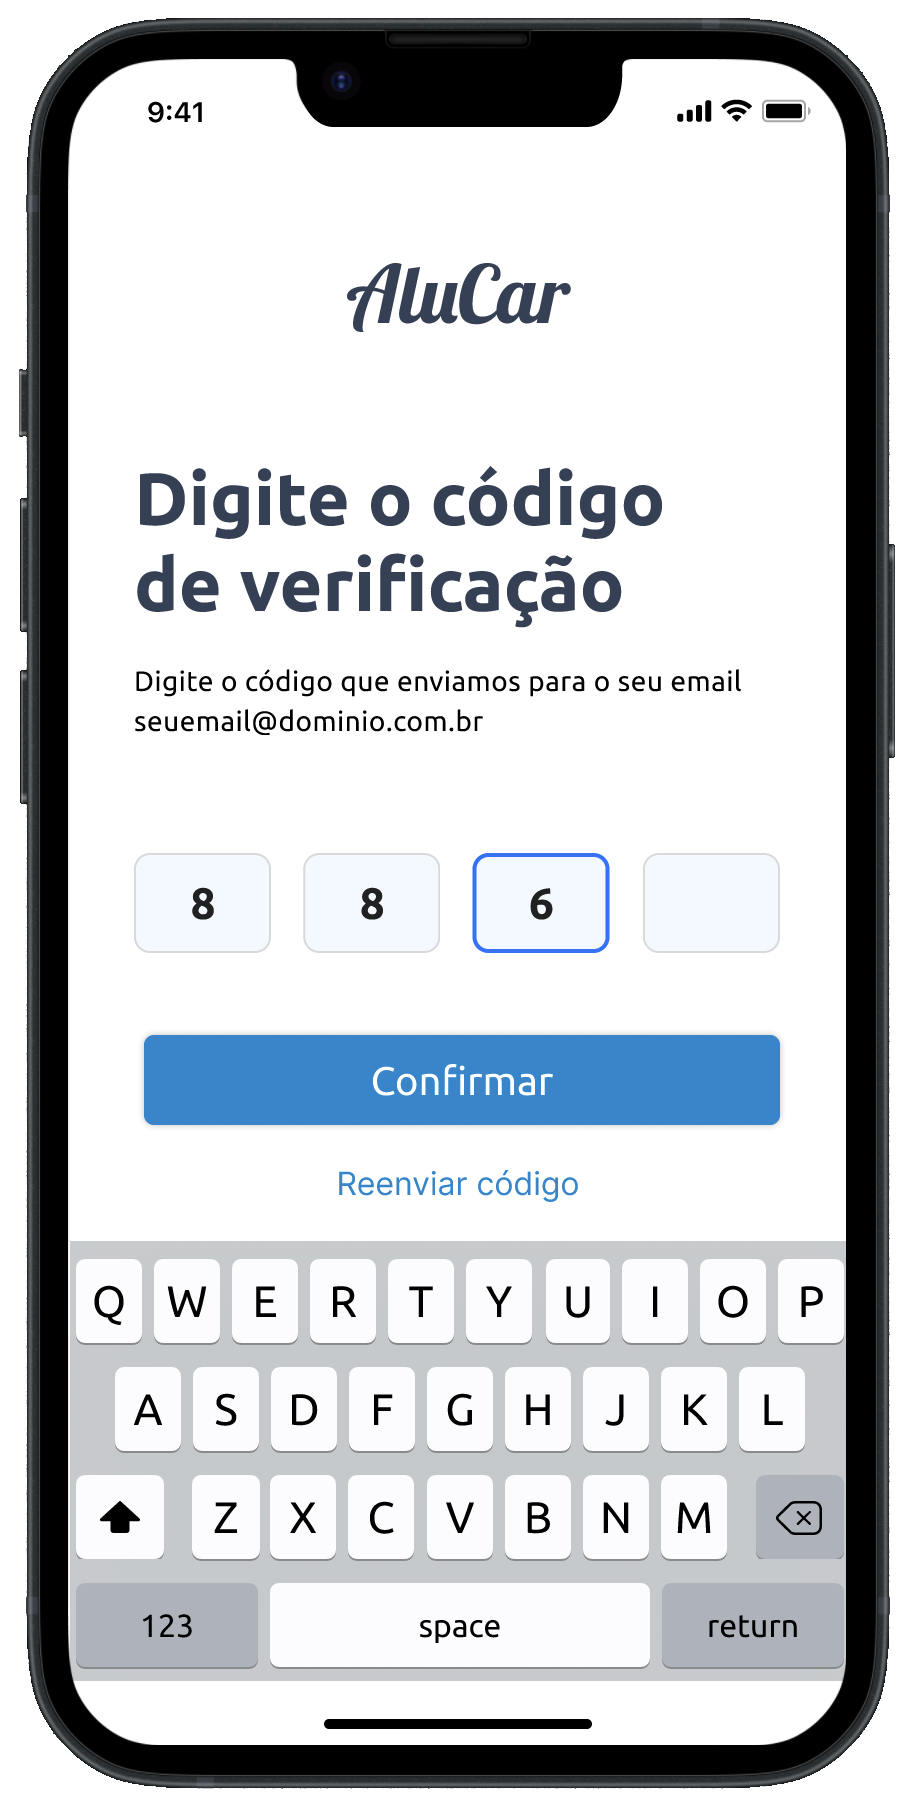 9:41
AluCar
Digite o código
de verificação
Digite o código que enviamos para o seu email
seuemail@dominio.com.br
8 8 6
Confirmar
Reenviar código
Q W E R T Y U I O P
A S D F G H J K L
Z X C V B N M
123 space return